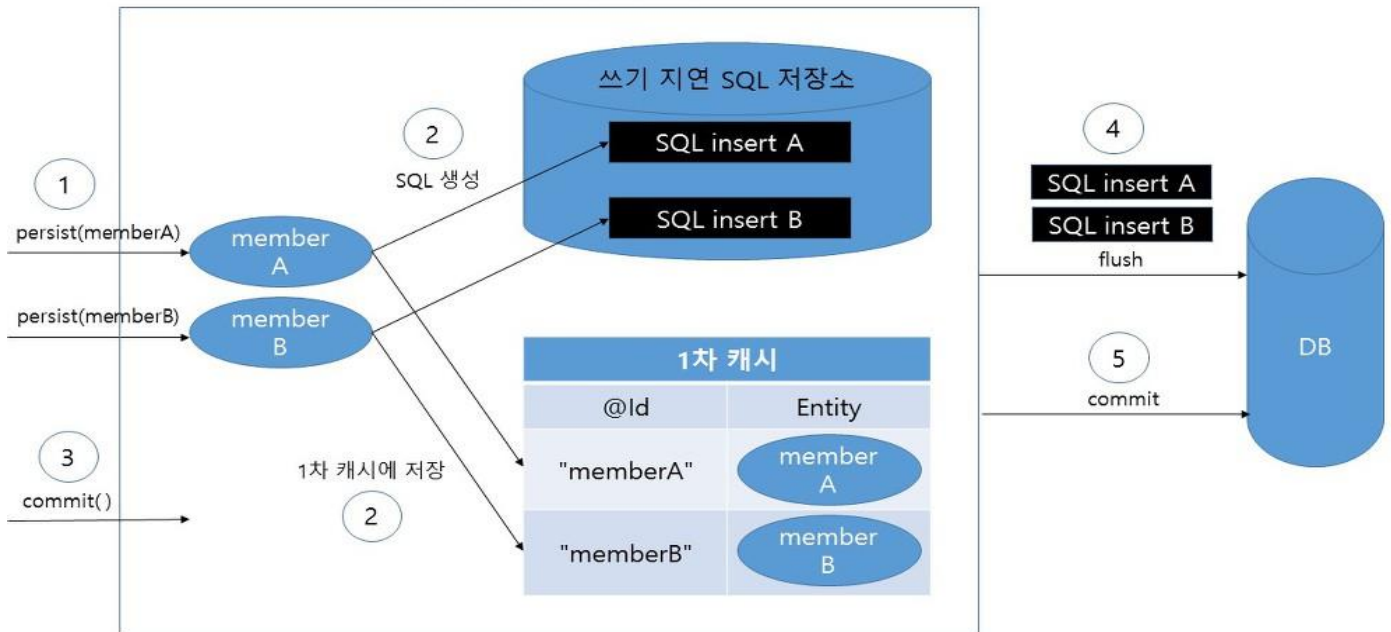 쓰기 지연 SQL 저장소
SQL insert A
SQL insert B
2
SQL 생성
1
persist(memberA)
member
A
persist(memberB)
member
B
3
commit( )
1차 캐시에 저장
2
1차 캐시
@Id
Entity
"memberA"
member
A
"memberB"
member
B
4
SQL insert A
SQL insert B
flush
5
commit
DB